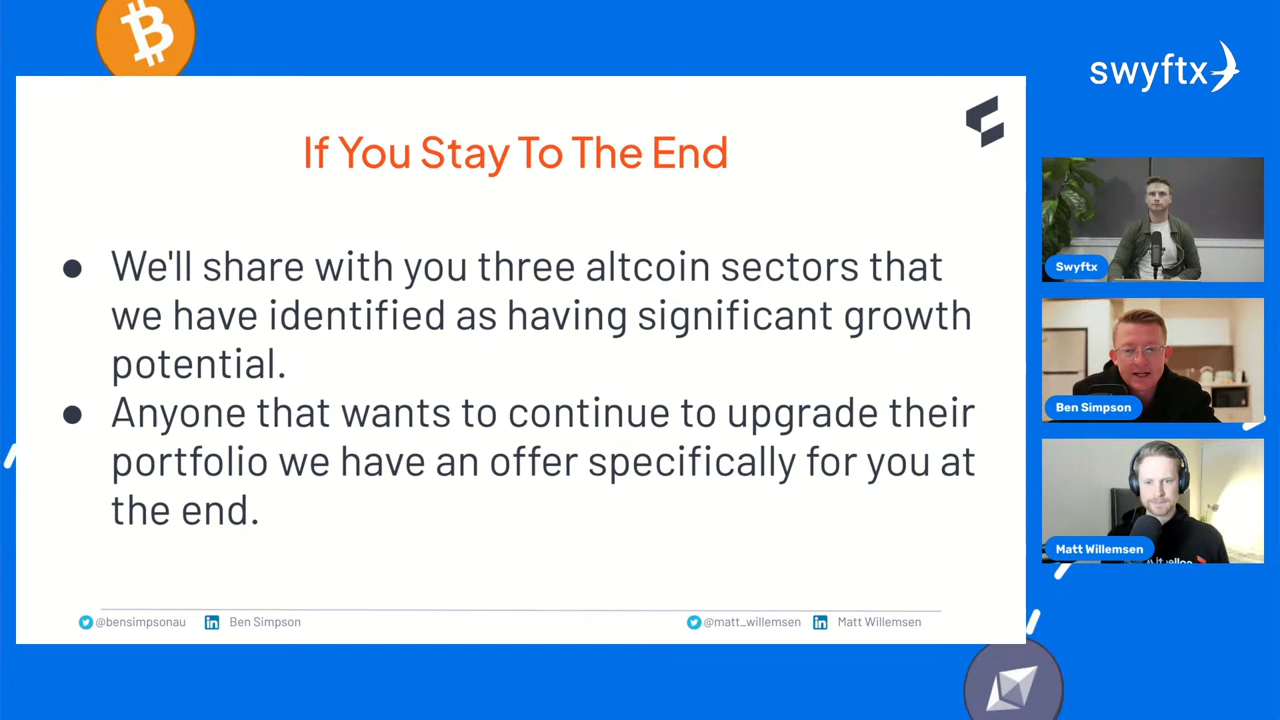 swyftx
If You Stay To The End
● We'll share with you three altcoin sectors that
we have identified as having significant growth
potential.
● Anyone that wants to continue to upgrade their
portfolio we have an offer specifically for you at
the end.
@bensimpsonau Ben Simpson @matt_willemsen Matt Willemsen
Swyftx
Ben Simpson
Matt Willemsen